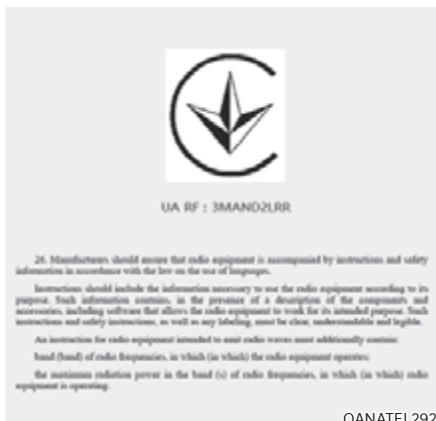 UA RF : 3MAND2LRR
26. Manufacturers should ensure that radio equipment is accompanied by instructions and safety
information in accordance with the law on the use of languages.
Instructions should include the information necessary to use the radio equipment according to its
purpose. Such information contains, in the presence of a description of the components and
accessories, including software that allows the radio equipment to work for its intended purpose. Such
instructions and safety instructions, as well as any labeling, must be clear, understandable and legible.
An instruction for radio equipment intended to emit radio waves must additionally contain:
band (band) of radio frequencies, in which (in which) the radio equipment operates;
the maximum radiation power in the band (s) of radio frequencies, in which (in which) radio
equipment is operating.
OANATEL292